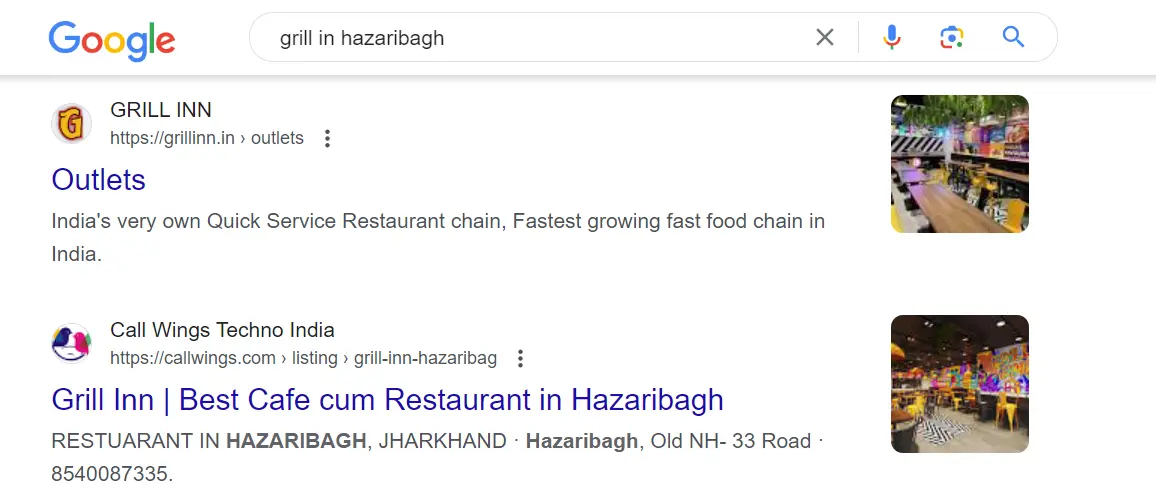 Google
grill in hazaribagh
GRILL INN
https://grillinn.in › outlets
Outlets
India's very own Quick Service Restaurant chain, Fastest growing fast food chain in
India.
Call Wings Techno India
https://callwings.com › listing › grill-inn-hazaribag
Grill Inn | Best Cafe cum Restaurant in Hazaribagh
RESTUARANT IN HAZARIBAGH, JHARKHAND · Hazaribagh, Old NH- 33 Road ·
8540087335.